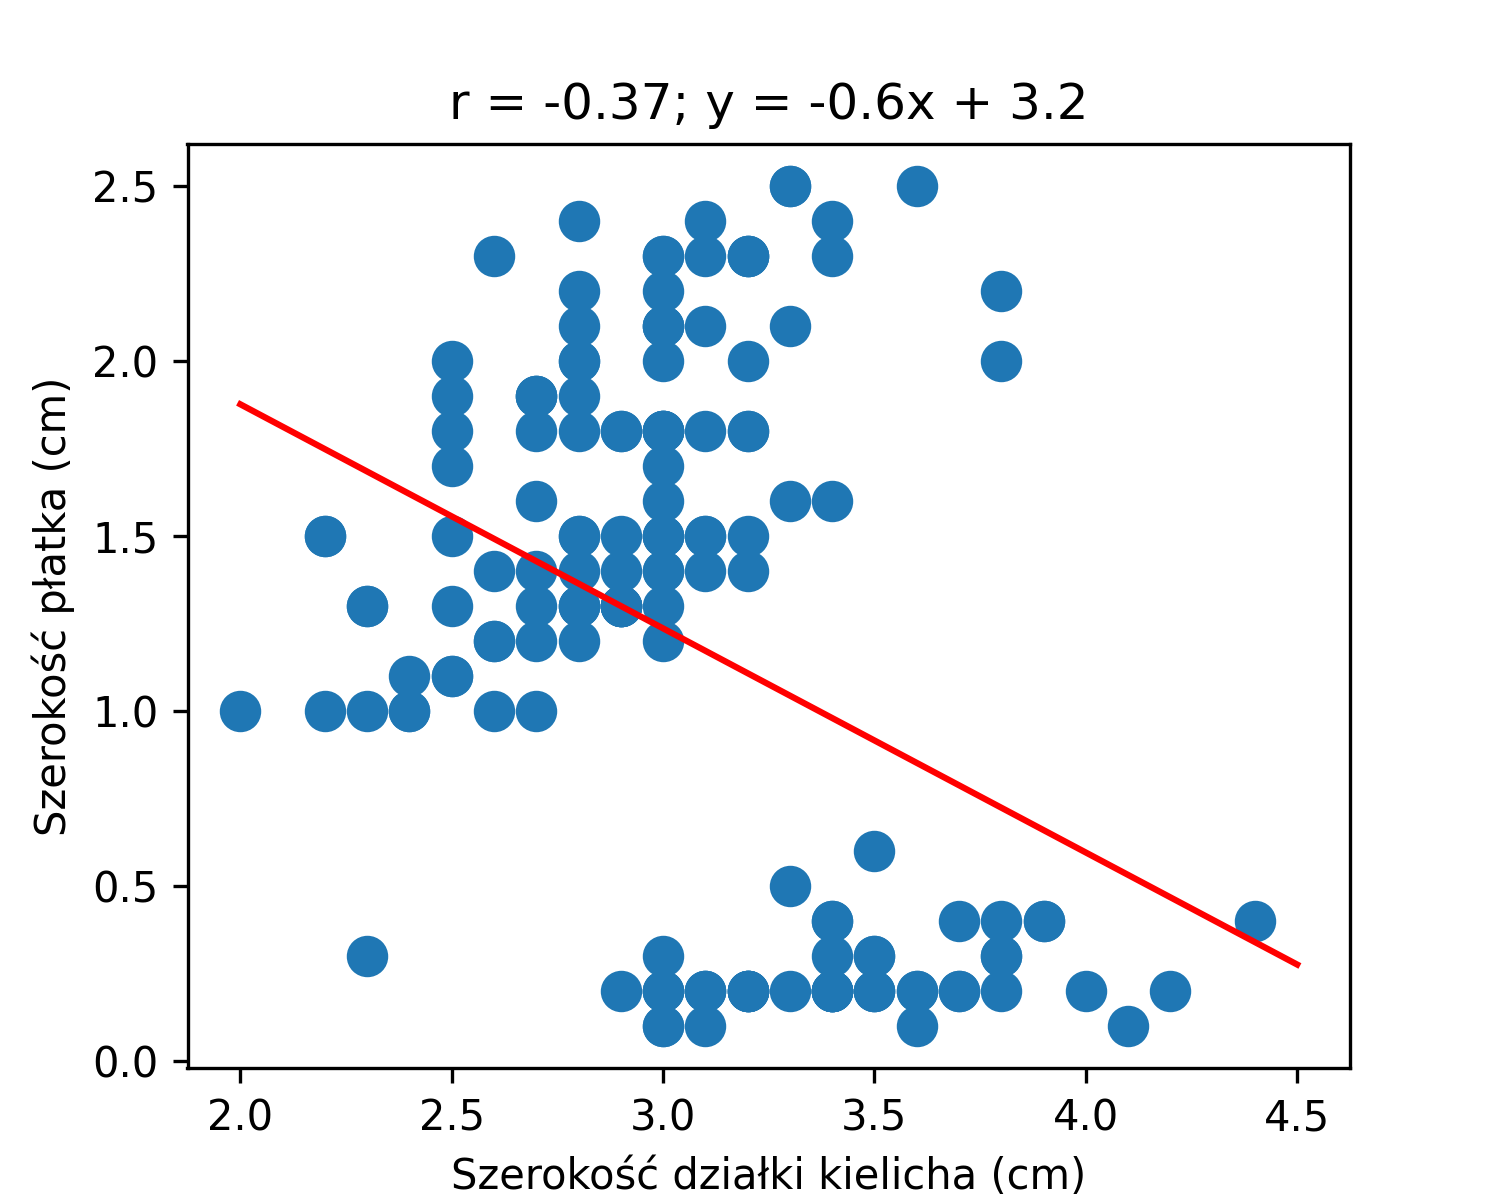 r = -0.37; y = -0.6x + 3.2
Szerokość płatka (cm)
2.5
2.0
1.5
1.0
0.5
0.0
2.0 2.5 3.0 3.5 4.0 4.5
Szerokość działki kielicha (cm)